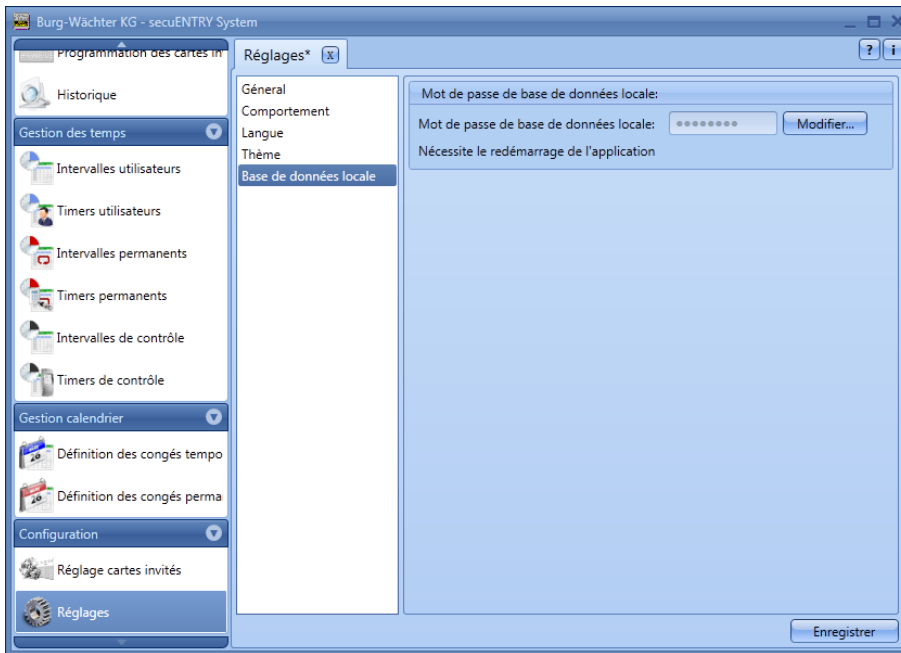 Burg-Wächter KG - secuENTRY System
Programmation des cartes in
Historique
Gestion des temps
Intervalles utilisateurs
Timers utilisateurs
Intervalles permanents
Timers permanents
Intervalles de contrôle
Timers de contrôle
Gestion calendrier
Définition des congés tempo
Définition des congés perma
Configuration
Réglage cartes invités
Réglages
Réglages*
x
?
i
Géneral
Comportement
Langue
Thème
Base de données locale
Mot de passe de base de données locale:
Mot de passe de base de données locale: ●●●●●●●● Modifier...
Nécessite le redémarrage de l'application
Enregistrer